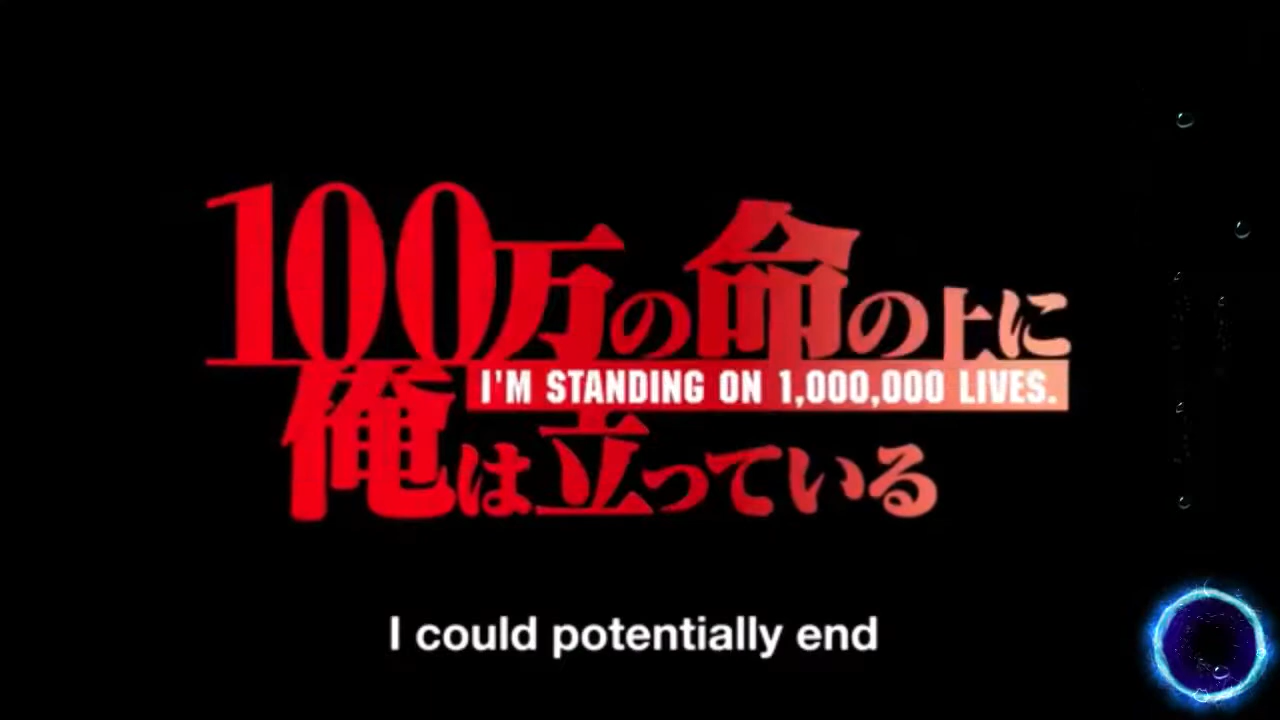 100万の命の上に
I'M STANDING ON 1,000,000 LIVES.
俺は立っている
I could potentially end